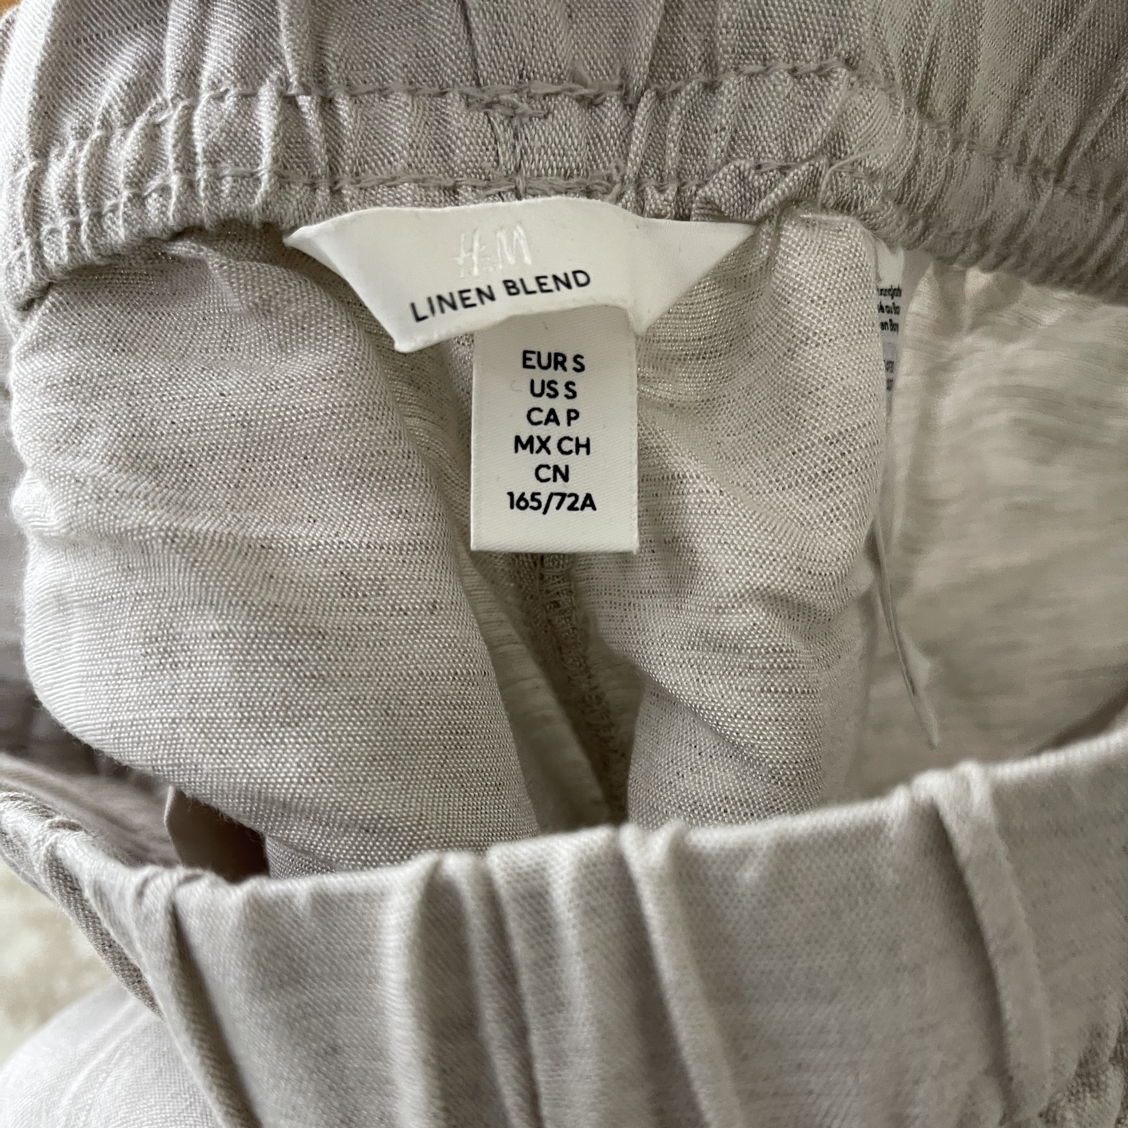 H&M
LINEN BLEND
EUR S
US S
CA P
MX CH
CN
165/72A